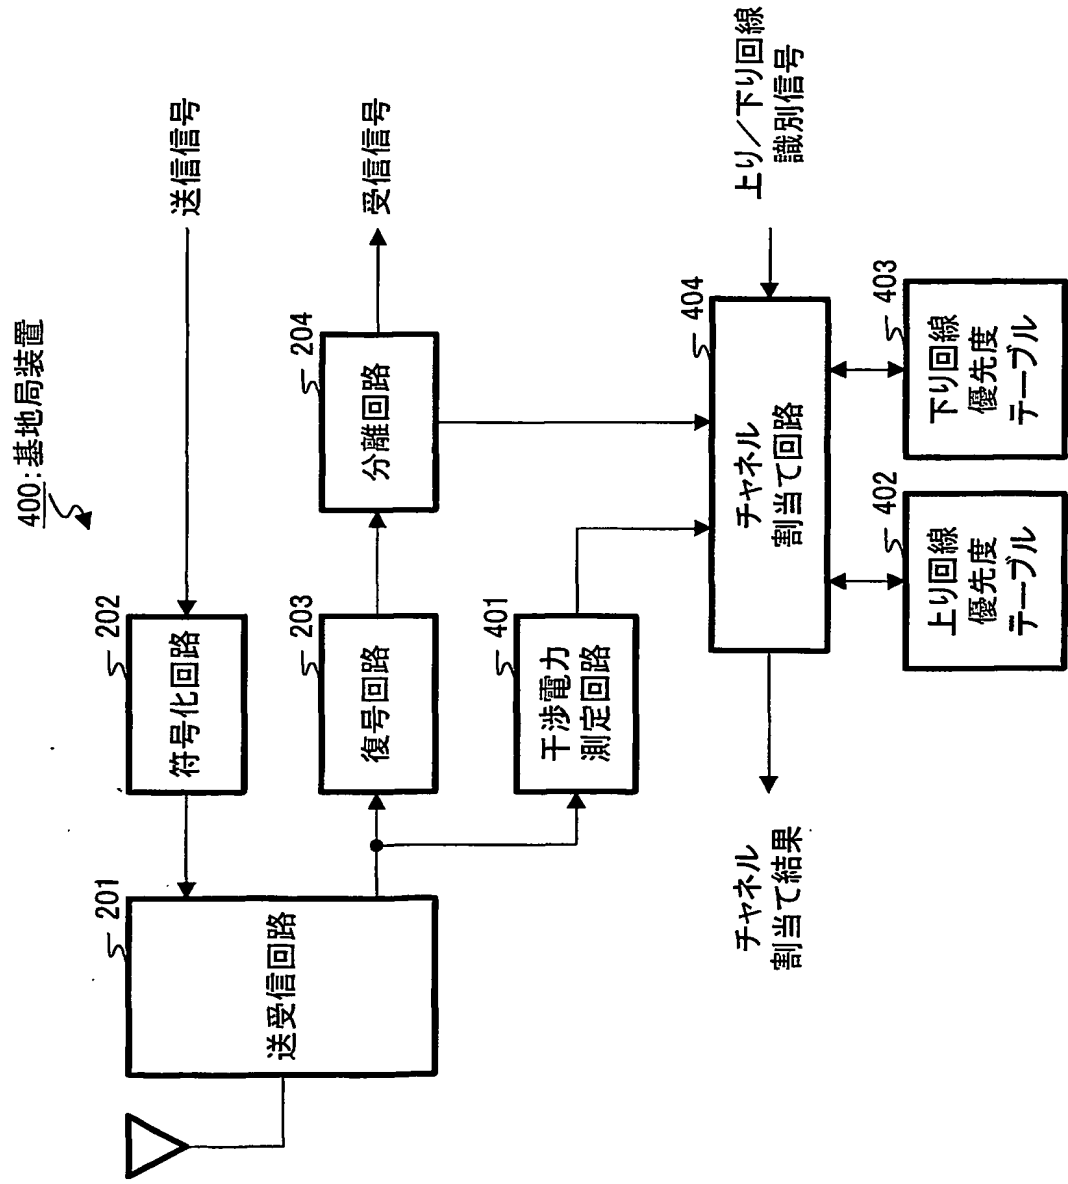 400:基地局装置
201
送受信回路
202
符号化回路
送信信号
203
復号回路
204
分離回路
受信信号
401
干渉電力
測定回路
404
チャネル
割当て回路
上り/下り回線
識別信号
チャネル
割当て結果
402
上り回線
優先度
テーブル
403
下り回線
優先度
テーブル